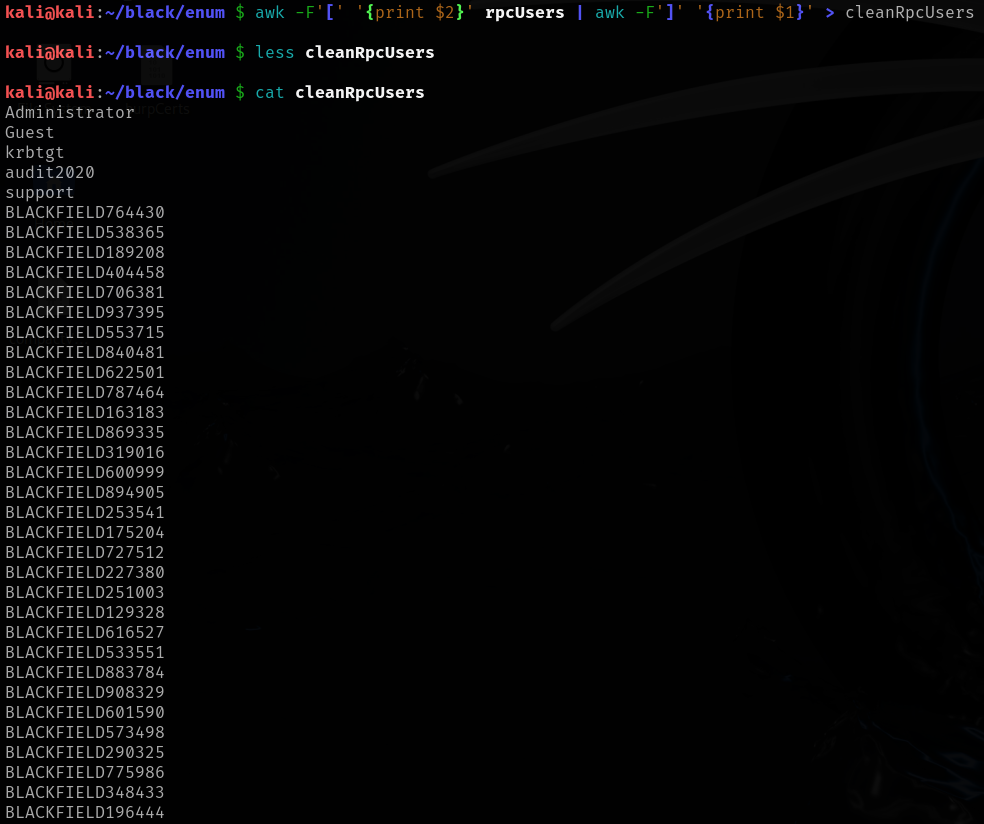 kali@kali:~/black/enum $ awk -F'[' '{print $2}' rpcUsers | awk -F']' '{print $1}' > cleanRpcUsers
kali@kali:~/black/enum $ less cleanRpcUsers
kali@kali:~/black/enum $ cat cleanRpcUsers
Administrator
Guest
krbtgt
audit2020
support
BLACKFIELD764430
BLACKFIELD538365
BLACKFIELD189208
BLACKFIELD404458
BLACKFIELD706381
BLACKFIELD937395
BLACKFIELD553715
BLACKFIELD840481
BLACKFIELD622501
BLACKFIELD787464
BLACKFIELD163183
BLACKFIELD869335
BLACKFIELD319016
BLACKFIELD600999
BLACKFIELD894905
BLACKFIELD253541
BLACKFIELD175204
BLACKFIELD727512
BLACKFIELD227380
BLACKFIELD251003
BLACKFIELD129328
BLACKFIELD616527
BLACKFIELD533551
BLACKFIELD883784
BLACKFIELD908329
BLACKFIELD601590
BLACKFIELD573498
BLACKFIELD290325
BLACKFIELD775986
BLACKFIELD348433
BLACKFIELD196444